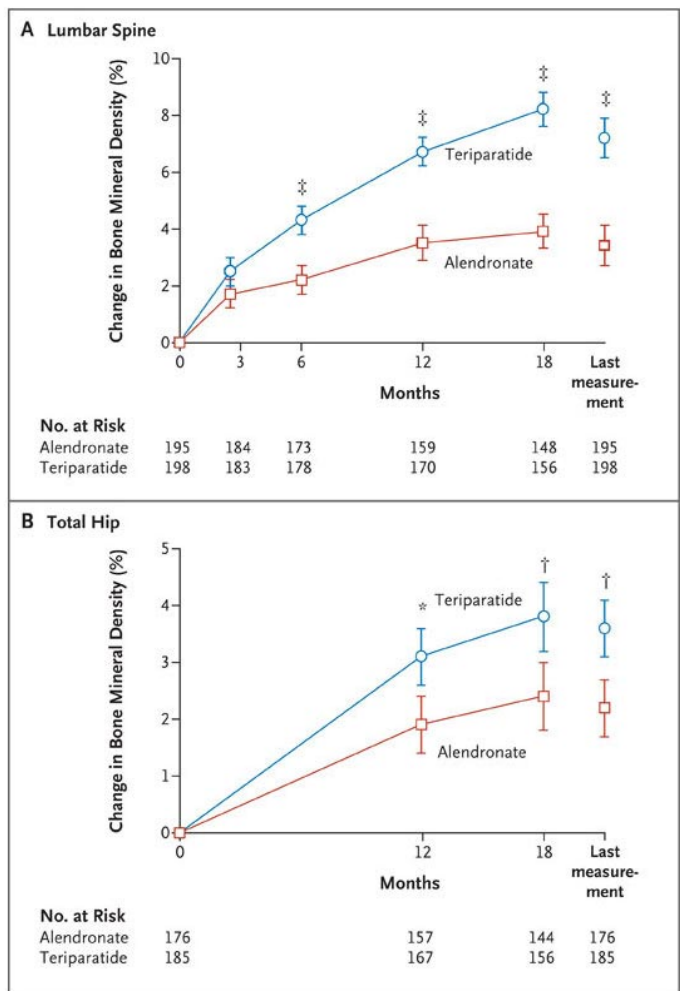 A Lumbar Spine
Change in Bone Mineral Density (%)
10
8
6
4
2
0
‡
‡
‡
‡
Teriparatide
Alendronate
0 3 6 12 18 Last measure-
ment
Months
No. at Risk
Alendronate 195 184 173 159 148 195
Teriparatide 198 183 178 170 156 198
B Total Hip
Change in Bone Mineral Density (%)
5
4
3
2
1
0
*
†
†
Teriparatide
Alendronate
0 12 18 Last measure-
ment
Months
No. at Risk
Alendronate 176 157 144 176
Teriparatide 185 167 156 185